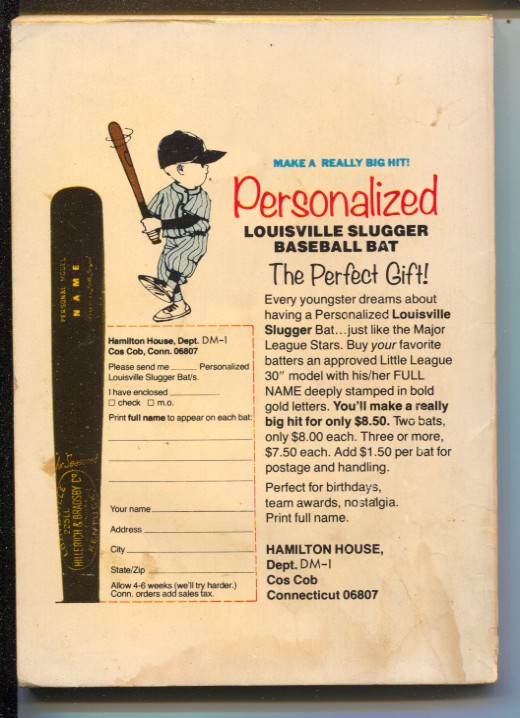 MAKE A REALLY BIG HIT!
Personalized
LOUISVILLE SLUGGER
BASEBALL BAT
The Perfect Gift!
Every youngster dreams about
having a Personalized Louisville
Slugger Bat...just like the Major
League Stars. Buy your favorite
batters an approved Little League
30" model with his/her FULL
NAME deeply stamped in bold
gold letters. You'll make a really
big hit for only $8.50. Two bats,
only $8.00 each. Three or more,
$7.50 each. Add $1.50 per bat for
postage and handling.
Perfect for birthdays,
team awards, nostalgia.
Print full name.
HAMILTON HOUSE,
Dept. DM-1
Cos Cob
Connecticut 06807
PERSONAL MODEL
NAME
HILLERICH & BRADSBY CO
Hamilton House, Dept. DM-1
Cos Cob, Conn. 06807
Please send me Personalized
Louisville Slugger Bat/s.
I have enclosed
check m.o.
Print full name to appear on each bat:
Your name
Address
City
State/Zip
Allow 4-6 weeks (we'll try harder.)
Conn. orders add sales tax.